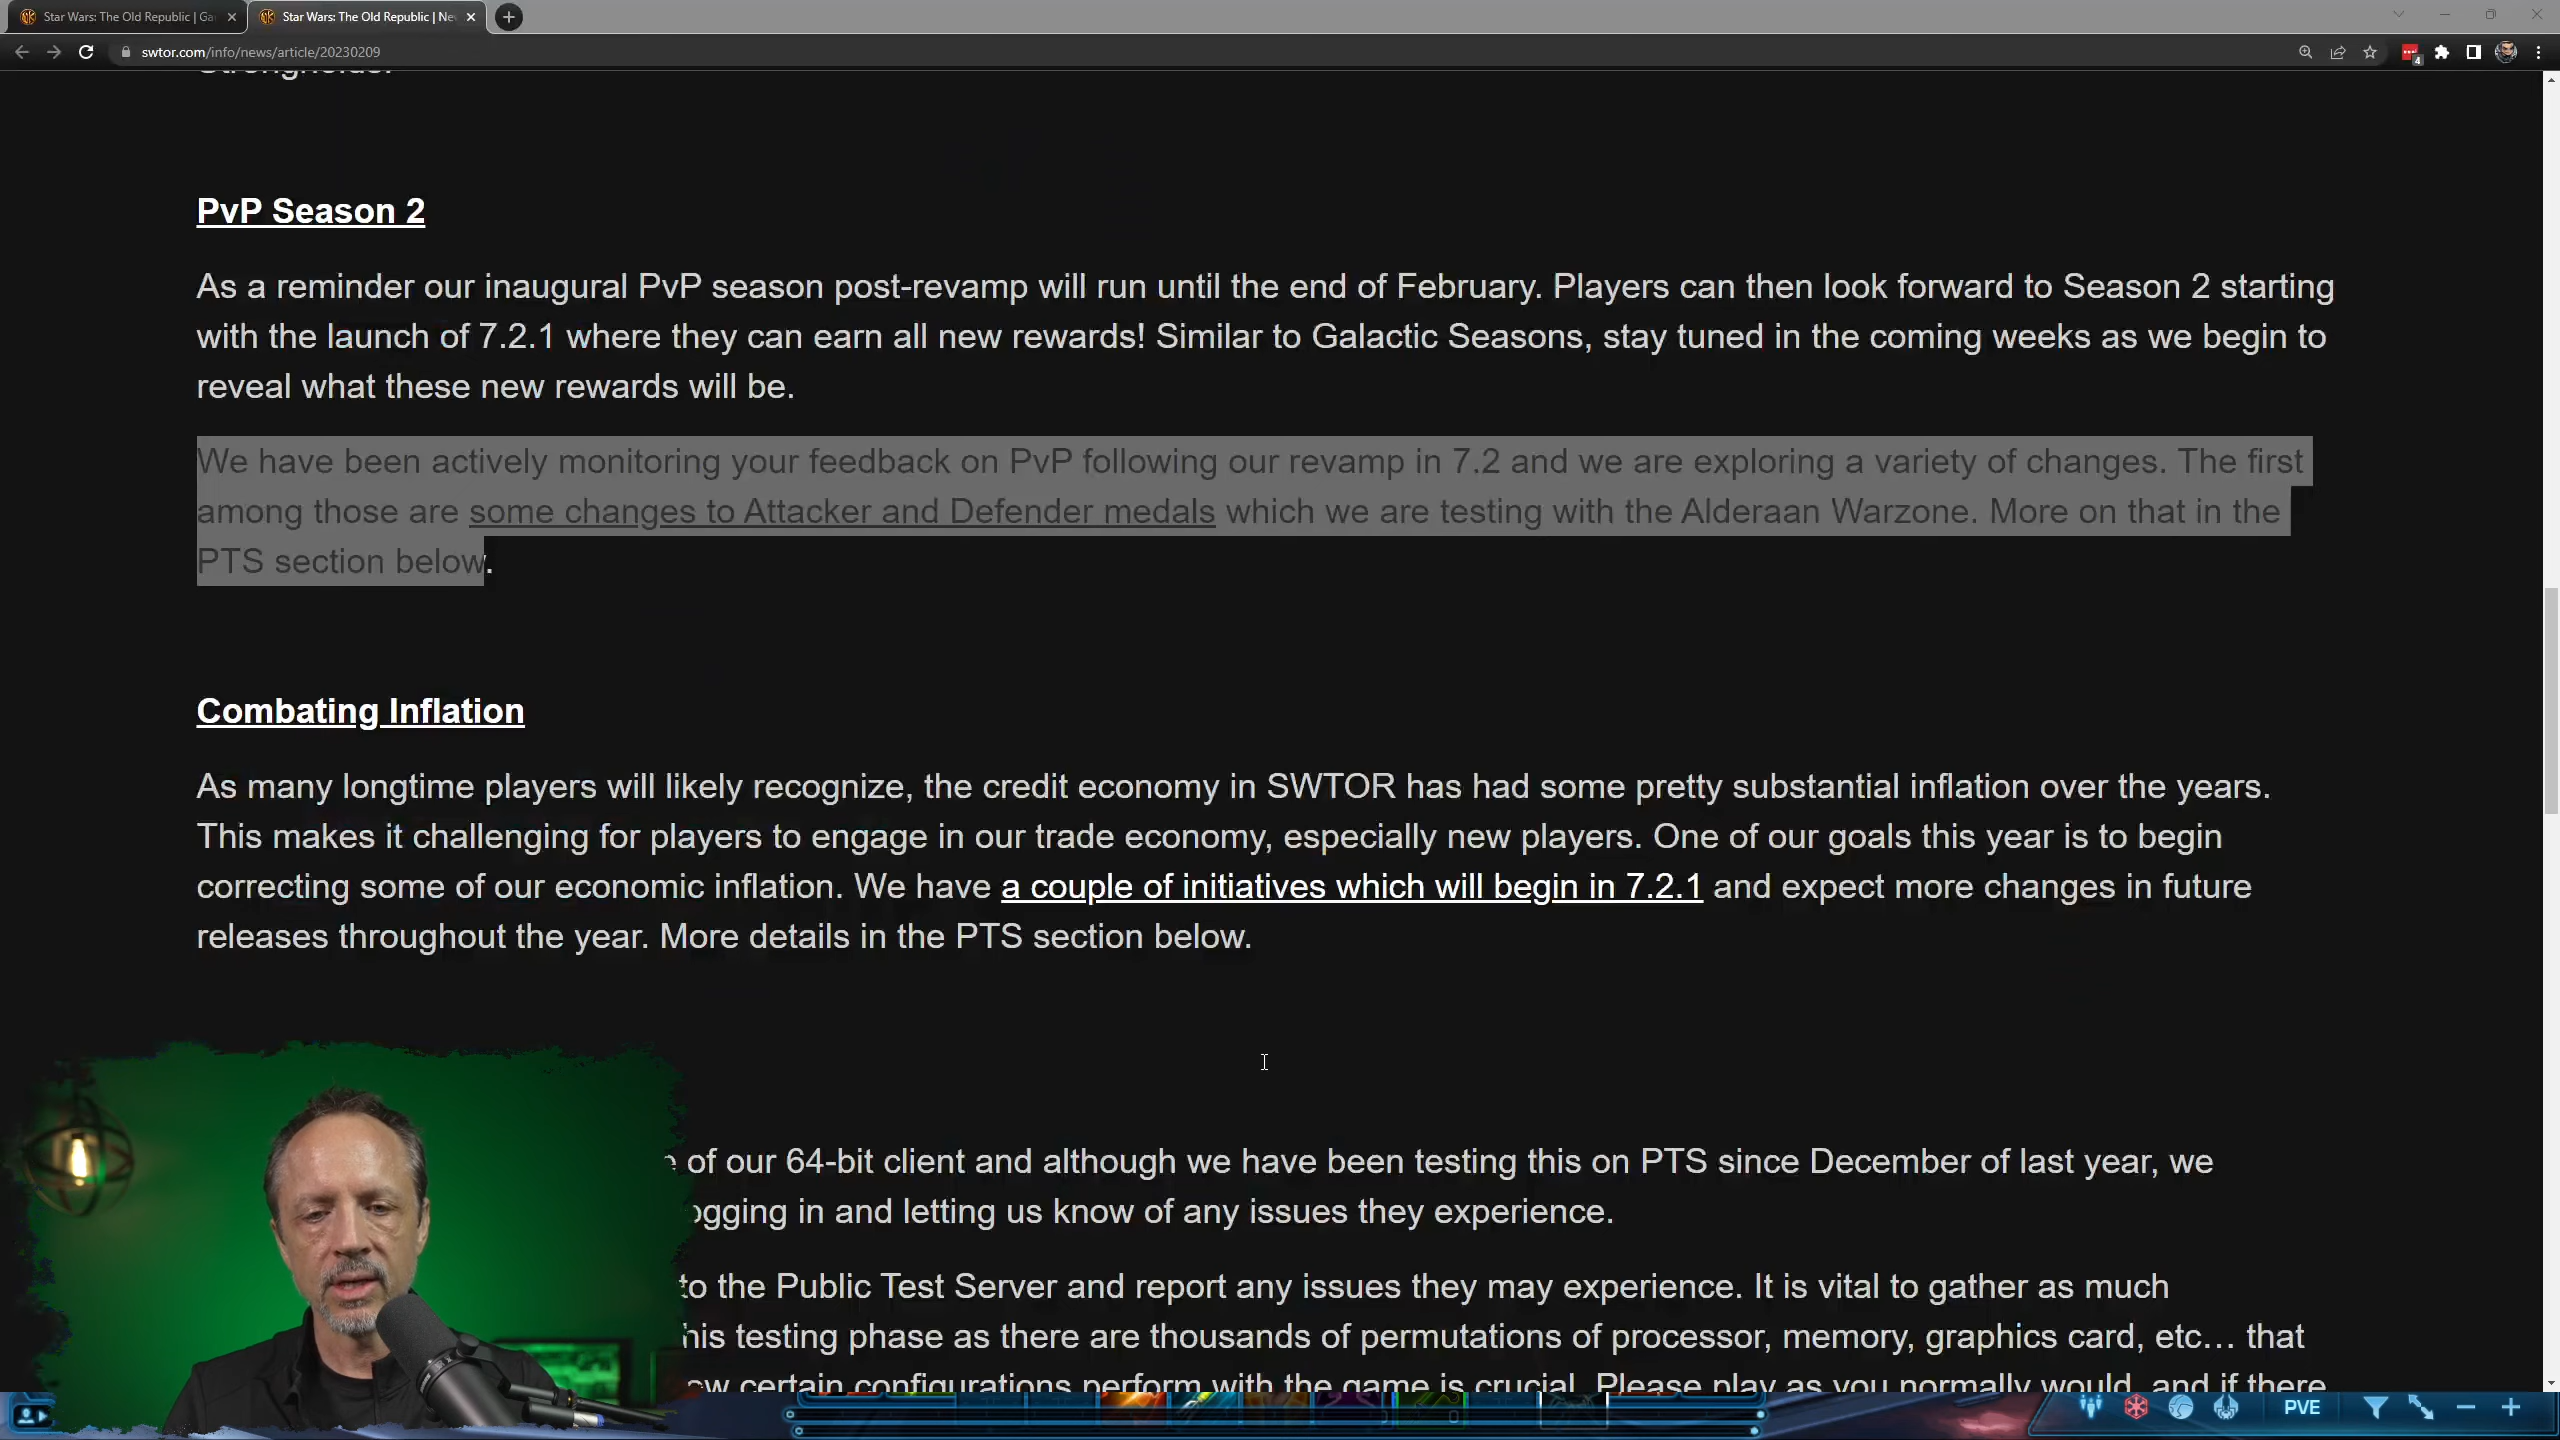 Star Wars: The Old Republic | Ga
Star Wars: The Old Republic | Ne
swtor.com/info/news/article/20230209
4
Strongholds.
PvP Season 2
As a reminder our inaugural PvP season post-revamp will run until the end of February. Players can then look forward to Season 2 starting
with the launch of 7.2.1 where they can earn all new rewards! Similar to Galactic Seasons, stay tuned in the coming weeks as we begin to
reveal what these new rewards will be.
We have been actively monitoring your feedback on PvP following our revamp in 7.2 and we are exploring a variety of changes. The first
among those are some changes to Attacker and Defender medals which we are testing with the Alderaan Warzone. More on that in the
PTS section below.
Combating Inflation
As many longtime players will likely recognize, the credit economy in SWTOR has had some pretty substantial inflation over the years.
This makes it challenging for players to engage in our trade economy, especially new players. One of our goals this year is to begin
correcting some of our economic inflation. We have a couple of initiatives which will begin in 7.2.1 and expect more changes in future
releases throughout the year. More details in the PTS section below.
of our 64-bit client and although we have been testing this on PTS since December of last year, we
ogging in and letting us know of any issues they experience.
to the Public Test Server and report any issues they may experience. It is vital to gather as much
his testing phase as there are thousands of permutations of processor, memory, graphics card, etc… that
ow certain configurations perform with the game is crucial. Please play as you normally would, and if there
PVE